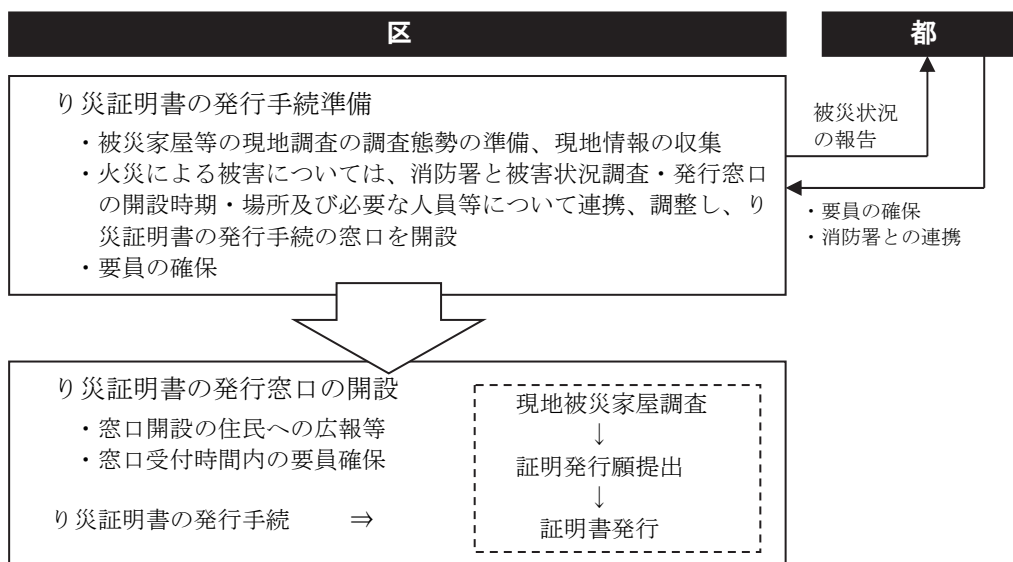 区
都
り災証明書の発行手続準備
・被災家屋等の現地調査の調査態勢の準備、現地情報の収集
・火災による被害については、消防署と被害状況調査・発行窓口
の開設時期・場所及び必要な人員等について連携、調整し、り
災証明書の発行手続の窓口を開設
・要員の確保
被災状況
の報告
・要員の確保
・消防署との連携
り災証明書の発行窓口の開設
・窓口開設の住民への広報等
・窓口受付時間内の要員確保
り災証明書の発行手続 ⇒
現地被災家屋調査
↓
証明発行願提出
↓
証明書発行